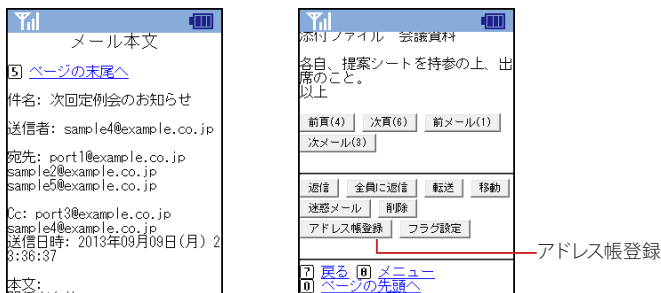 メール本文
5 ページの末尾へ
件名: 次回定例会のお知らせ
送信者: sample4@example.co.jp
宛先: port1@example.co.jp
sample2@example.co.jp
sample5@example.co.jp
Cc: port3@example.co.jp
sample4@example.co.jp
送信日時: 2013年09月09日(月) 2
3:36:37
本文:
添付ファイル 会議資料
各自、提案シートを持参の上、出
席のこと。
以上
前頁(4) 次頁(6) 前メール(1)
次メール(3)
返信 全員に返信 転送 移動
迷惑メール 削除
アドレス帳登録 フラグ設定
アドレス帳登録
7 戻る 8 メニュー
0 ページの先頭へ